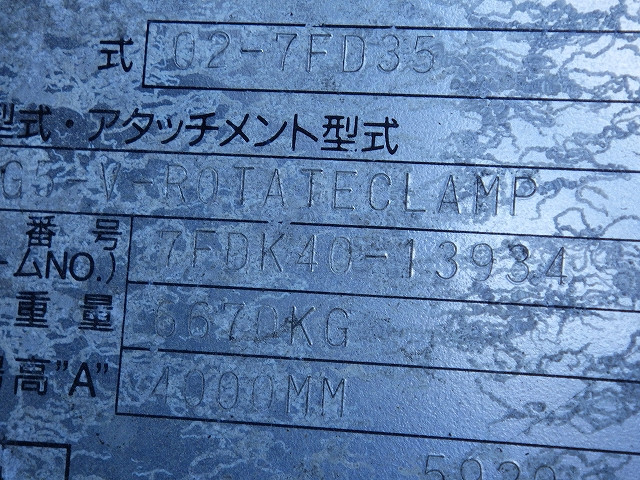 式 02-7FD35
型式・アタッチメント型式
G5-V-ROTATECLAMP
番号 7FDK40-13934
ムNO.)
重量 6670KG
高"A" 4000MM